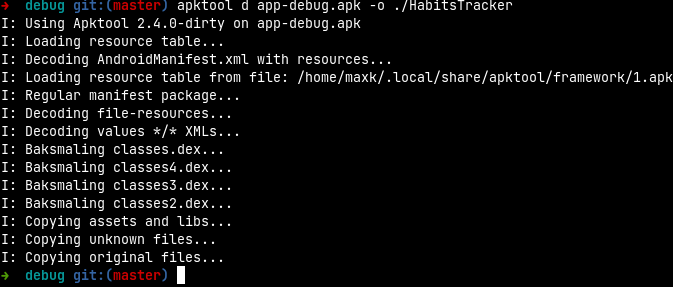 → debug git:(master) apktool d app-debug.apk -o ./HabitsTracker
I: Using Apktool 2.4.0-dirty on app-debug.apk
I: Loading resource table...
I: Decoding AndroidManifest.xml with resources...
I: Loading resource table from file: /home/maxk/.local/share/apktool/framework/1.apk
I: Regular manifest package...
I: Decoding file-resources...
I: Decoding values */* XMLs...
I: Baksmaling classes.dex...
I: Baksmaling classes4.dex...
I: Baksmaling classes3.dex...
I: Baksmaling classes2.dex...
I: Copying assets and libs...
I: Copying unknown files...
I: Copying original files...
→ debug git:(master)